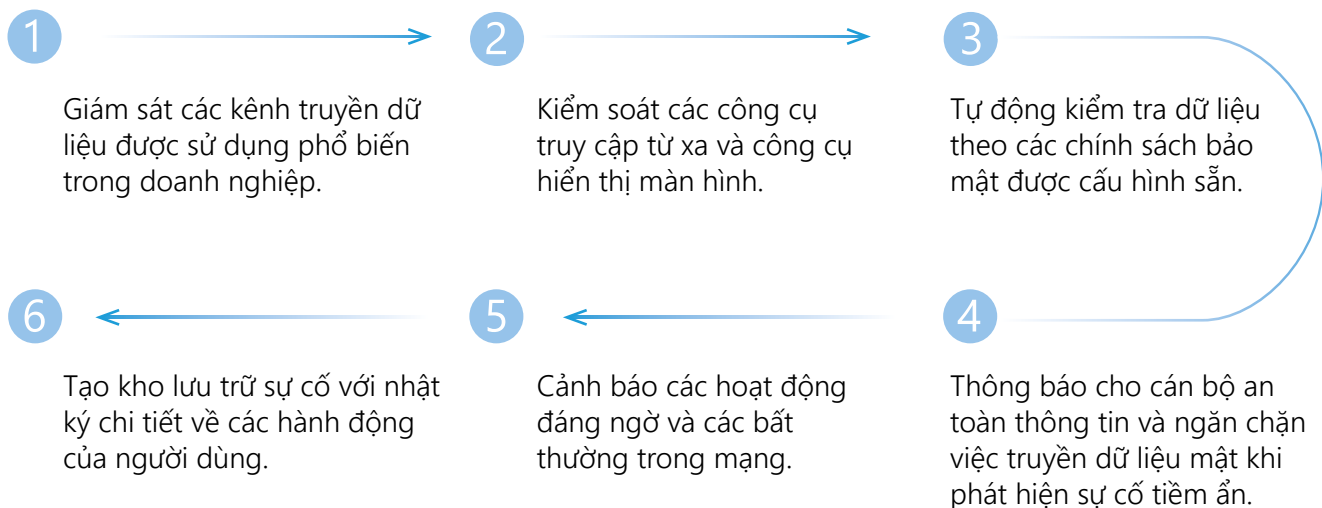 1
Giám sát các kênh truyền dữ
liệu được sử dụng phổ biến
trong doanh nghiệp.
2
Kiểm soát các công cụ
truy cập từ xa và công cụ
hiển thị màn hình.
3
Tự động kiểm tra dữ liệu
theo các chính sách bảo
mật được cấu hình sẵn.
4
Thông báo cho cán bộ an
toàn thông tin và ngăn chặn
việc truyền dữ liệu mật khi
phát hiện sự cố tiềm ẩn.
5
Cảnh báo các hoạt động
đáng ngờ và các bất
thường trong mạng.
6
Tạo kho lưu trữ sự cố với nhật
ký chi tiết về các hành động
của người dùng.